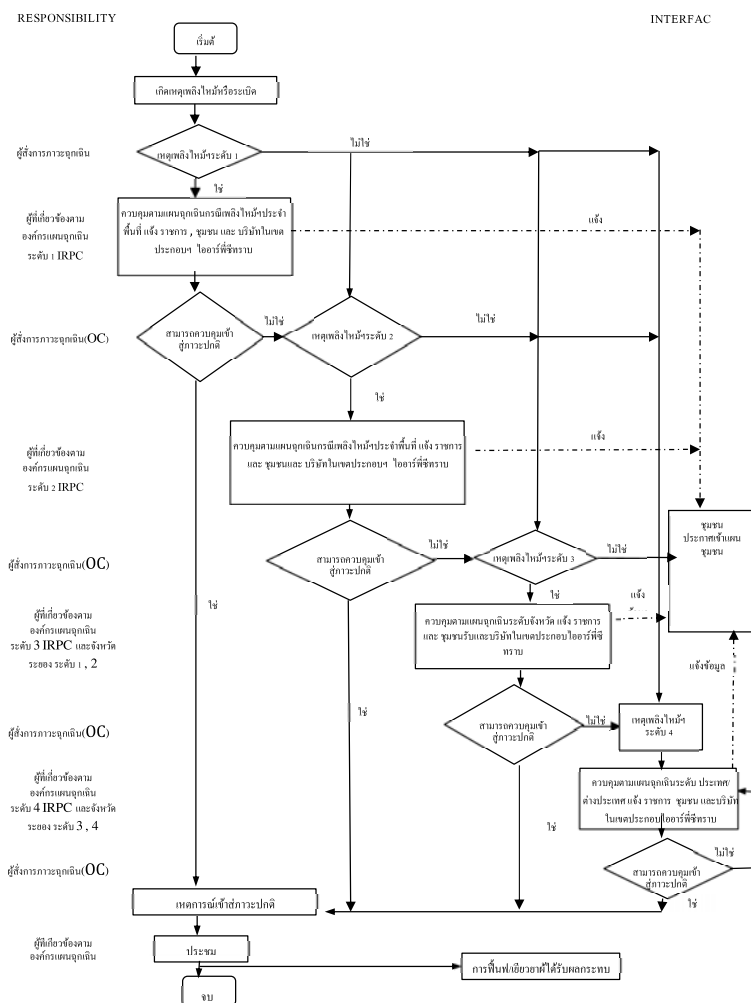 RESPONSIBILITY
INTERFAC
เริ่มต้
เกิดเหตุเพลิงไหม้หรือระเบิด
ผู้สั่งการภาวะฉุกเฉิน
เหตุเพลิงไหม้ฯระดับ 1
ไม่ใช่
ใช่
ผู้ที่เกี่ยวข้องตาม
องค์กรแผนฉุกเฉิน
ระดับ 1 IRPC
ควบคุมตามแผนฉุกเฉินกรณีเพลิงไหม้ฯประจำ
พื้นที่ แจ้ง ราชการ , ชุมชน และ บริษัทในเขต
ประกอบฯ ไออาร์พีซีทราบ
แจ้ง
ผู้สั่งการภาวะฉุกเฉิน(OC)
สามารถควบคุมเข้า
สู่ภาวะปกติ
ไม่ใช่
เหตุเพลิงไหม้ฯระดับ 2
ไม่ใช่
ใช่
ผู้ที่เกี่ยวข้องตาม
องค์กรแผนฉุกเฉิน
ระดับ 2 IRPC
ควบคุมตามแผนฉุกเฉินกรณีเพลิงไหม้ฯประจำพื้นที่ แจ้ง ราชการ
และ ชุมชนและ บริษัทในเขตประกอบฯ ไออาร์พีซีทราบ
แจ้ง
ชุมชน
ประกาศเข้าแผน
ชุมชน
ผู้สั่งการภาวะฉุกเฉิน(OC)
สามารถควบคุมเข้า
สู่ภาวะปกติ
ไม่ใช่
เหตุเพลิงไหม้ฯระดับ 3
ไม่ใช่
ใช่
ใช่
แจ้ง
ผู้ที่เกี่ยวข้องตาม
องค์กรแผนฉุกเฉิน
ระดับ 3 IRPC และจังหวัด
ระยอง ระดับ 1 , 2
ควบคุมตามแผนฉุกเฉินระดับจังหวัด แจ้ง ราชการ
และ ชุมชนรับและบริษัทในเขตประกอบไออาร์พีซี
ทราบ
แจ้งข้อมูล
ใช่
ผู้สั่งการภาวะฉุกเฉิน(OC)
สามารถควบคุมเข้า
สู่ภาวะปกติ
ไม่ใช่
เหตุเพลิงไหม้ฯ
ระดับ 4
ผู้ที่เกี่ยวข้องตาม
องค์กรแผนฉุกเฉิน
ระดับ 4 IRPC และจังหวัด
ระยอง ระดับ 3 , 4
ควบคุมตามแผนฉุกเฉินระดับ ประเทศ/
ต่างประเทศ แจ้ง ราชการ ชุมชน และบริษัท
ในเขตประกอบไออาร์พีซีทราบ
ใช่
ไม่ใช่
ผู้สั่งการภาวะฉุกเฉิน(OC)
สามารถควบคุมเข้า
สู่ภาวะปกติ
ใช่
เหตการณ์เข้าสู่ภาวะปกติ
ผู้ที่เกี่ยวข้องตาม
องค์กรแผนฉุกเฉิน
ประชม
การฟื้นฟ/เยียวยาผ้ได้รับผลกระทบ
จบ